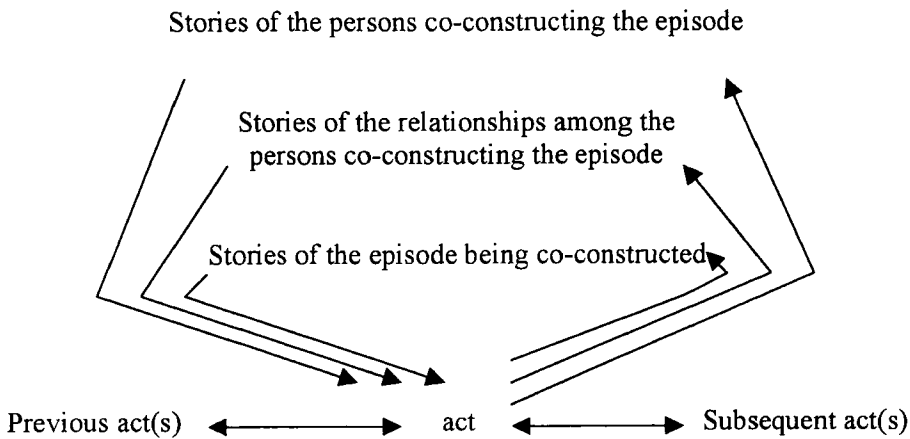 Stories of the persons co-constructing the episode
Stories of the relationships among the
persons co-constructing the episode
Stories of the episode being co-constructed
Previous act(s)
act
Subsequent act(s)